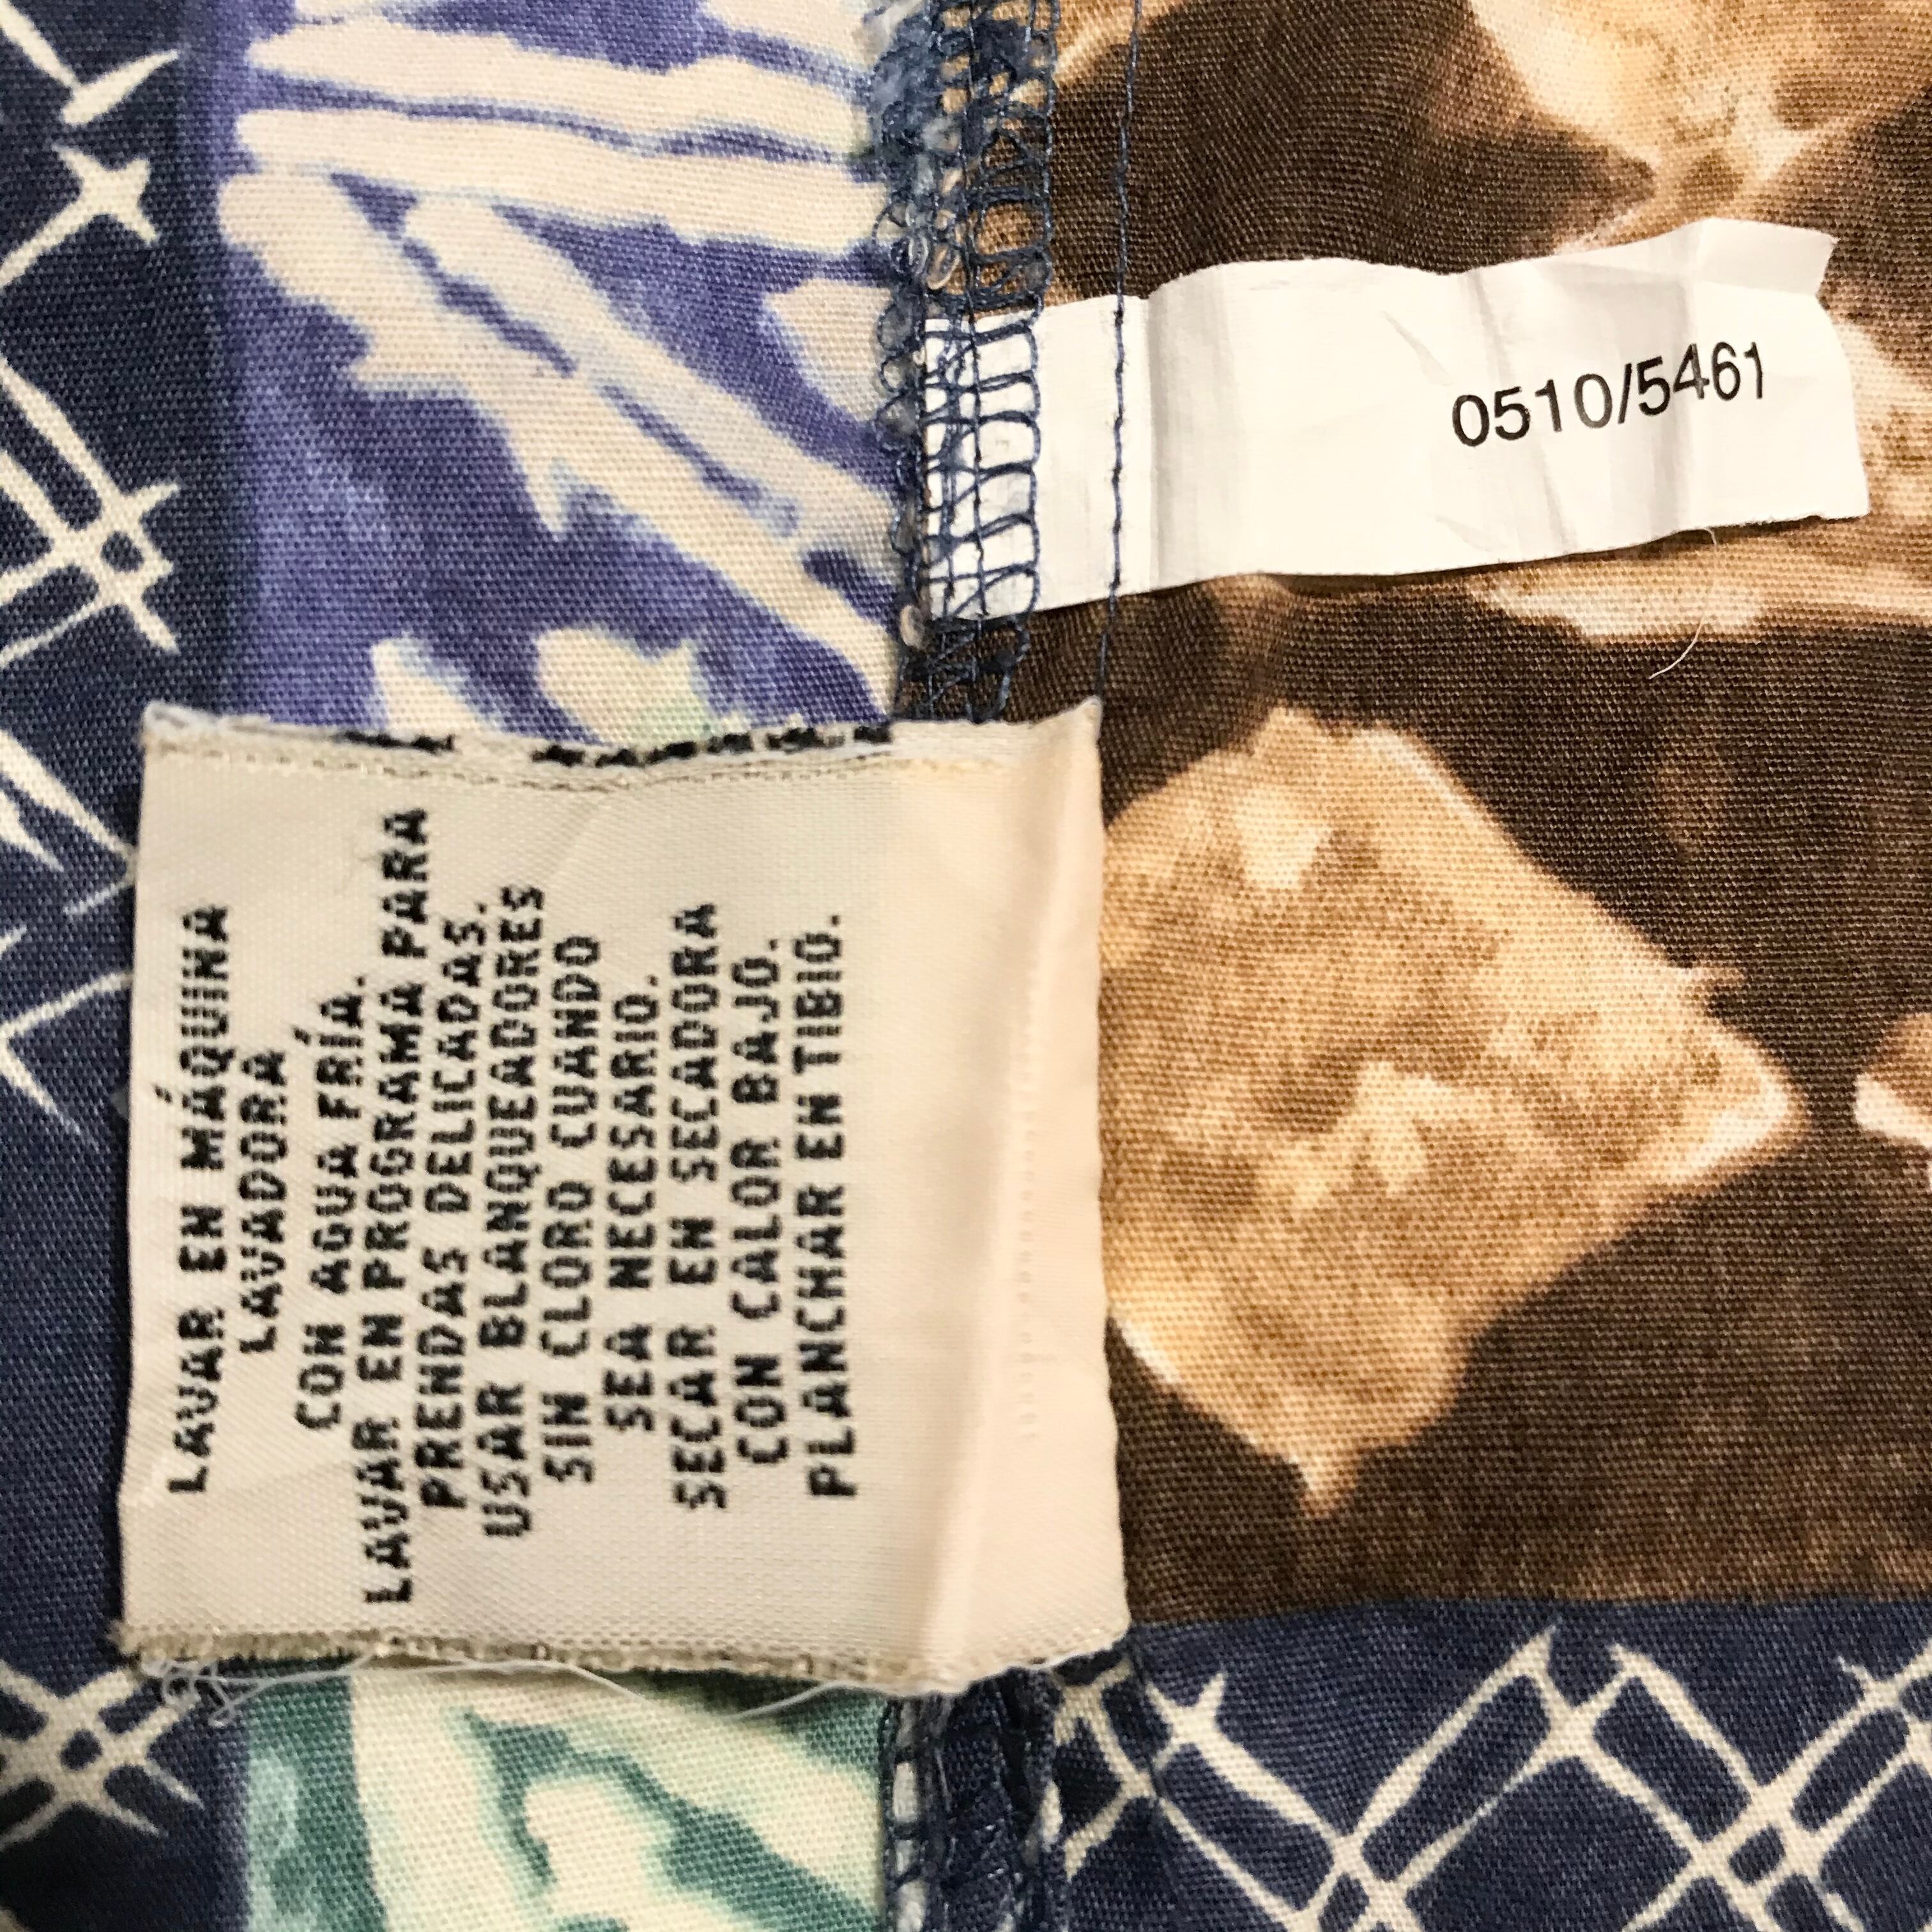 0510/5461
LAVAR EN MÁQUINA
LAVADORA
CON AGUA FRÍA.
LAVAR EN PROGRAMA PARA
PRENDAS DELICADAS.
USAR BLANQUEADORES
SIN CLORO CUANDO
SEA NECESARIO.
SECAR EN SECADORA
CON CALOR BAJO.
PLANCHAR EN TIBIO.